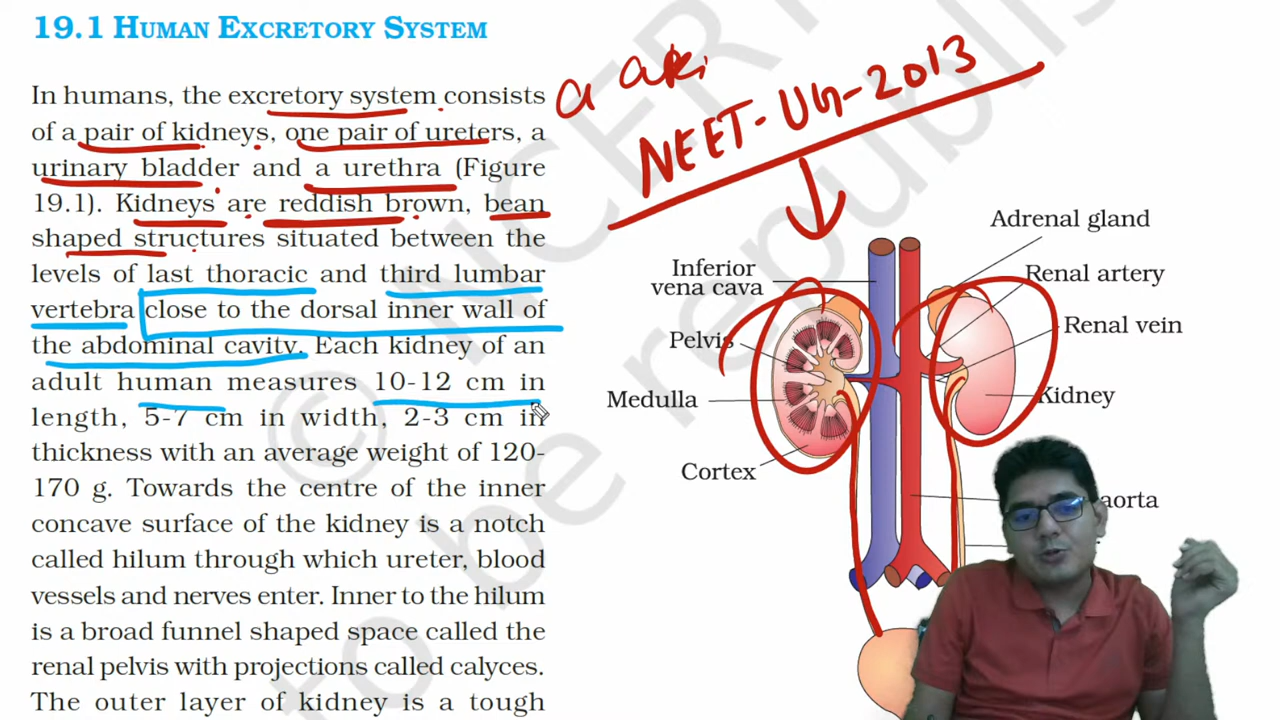 19.1 HUMAN EXCRETORY SYSTEM
In humans, the excretory system consists
of a pair of kidneys, one pair of ureters, a
urinary bladder and a urethra (Figure
19.1). Kidneys are reddish brown, bean
shaped structures situated between the
levels of last thoracic and third lumbar
vertebra close to the dorsal inner wall of
the abdominal cavity. Each kidney of an
adult human measures 10-12 cm in
length, 5-7 cm in width, 2-3 cm in
thickness with an average weight of 120-
170 g. Towards the centre of the inner
concave surface of the kidney is a notch
called hilum through which ureter, blood
vessels and nerves enter. Inner to the hilum
is a broad funnel shaped space called the
renal pelvis with projections called calyces.
The outer layer of kidney is a tough
NEET-UG-2013
Adrenal gland
Inferior
vena cava
Renal artery
Renal vein
Pelvis
Medulla
Kidney
Cortex
aorta
© NCERT
to be republis